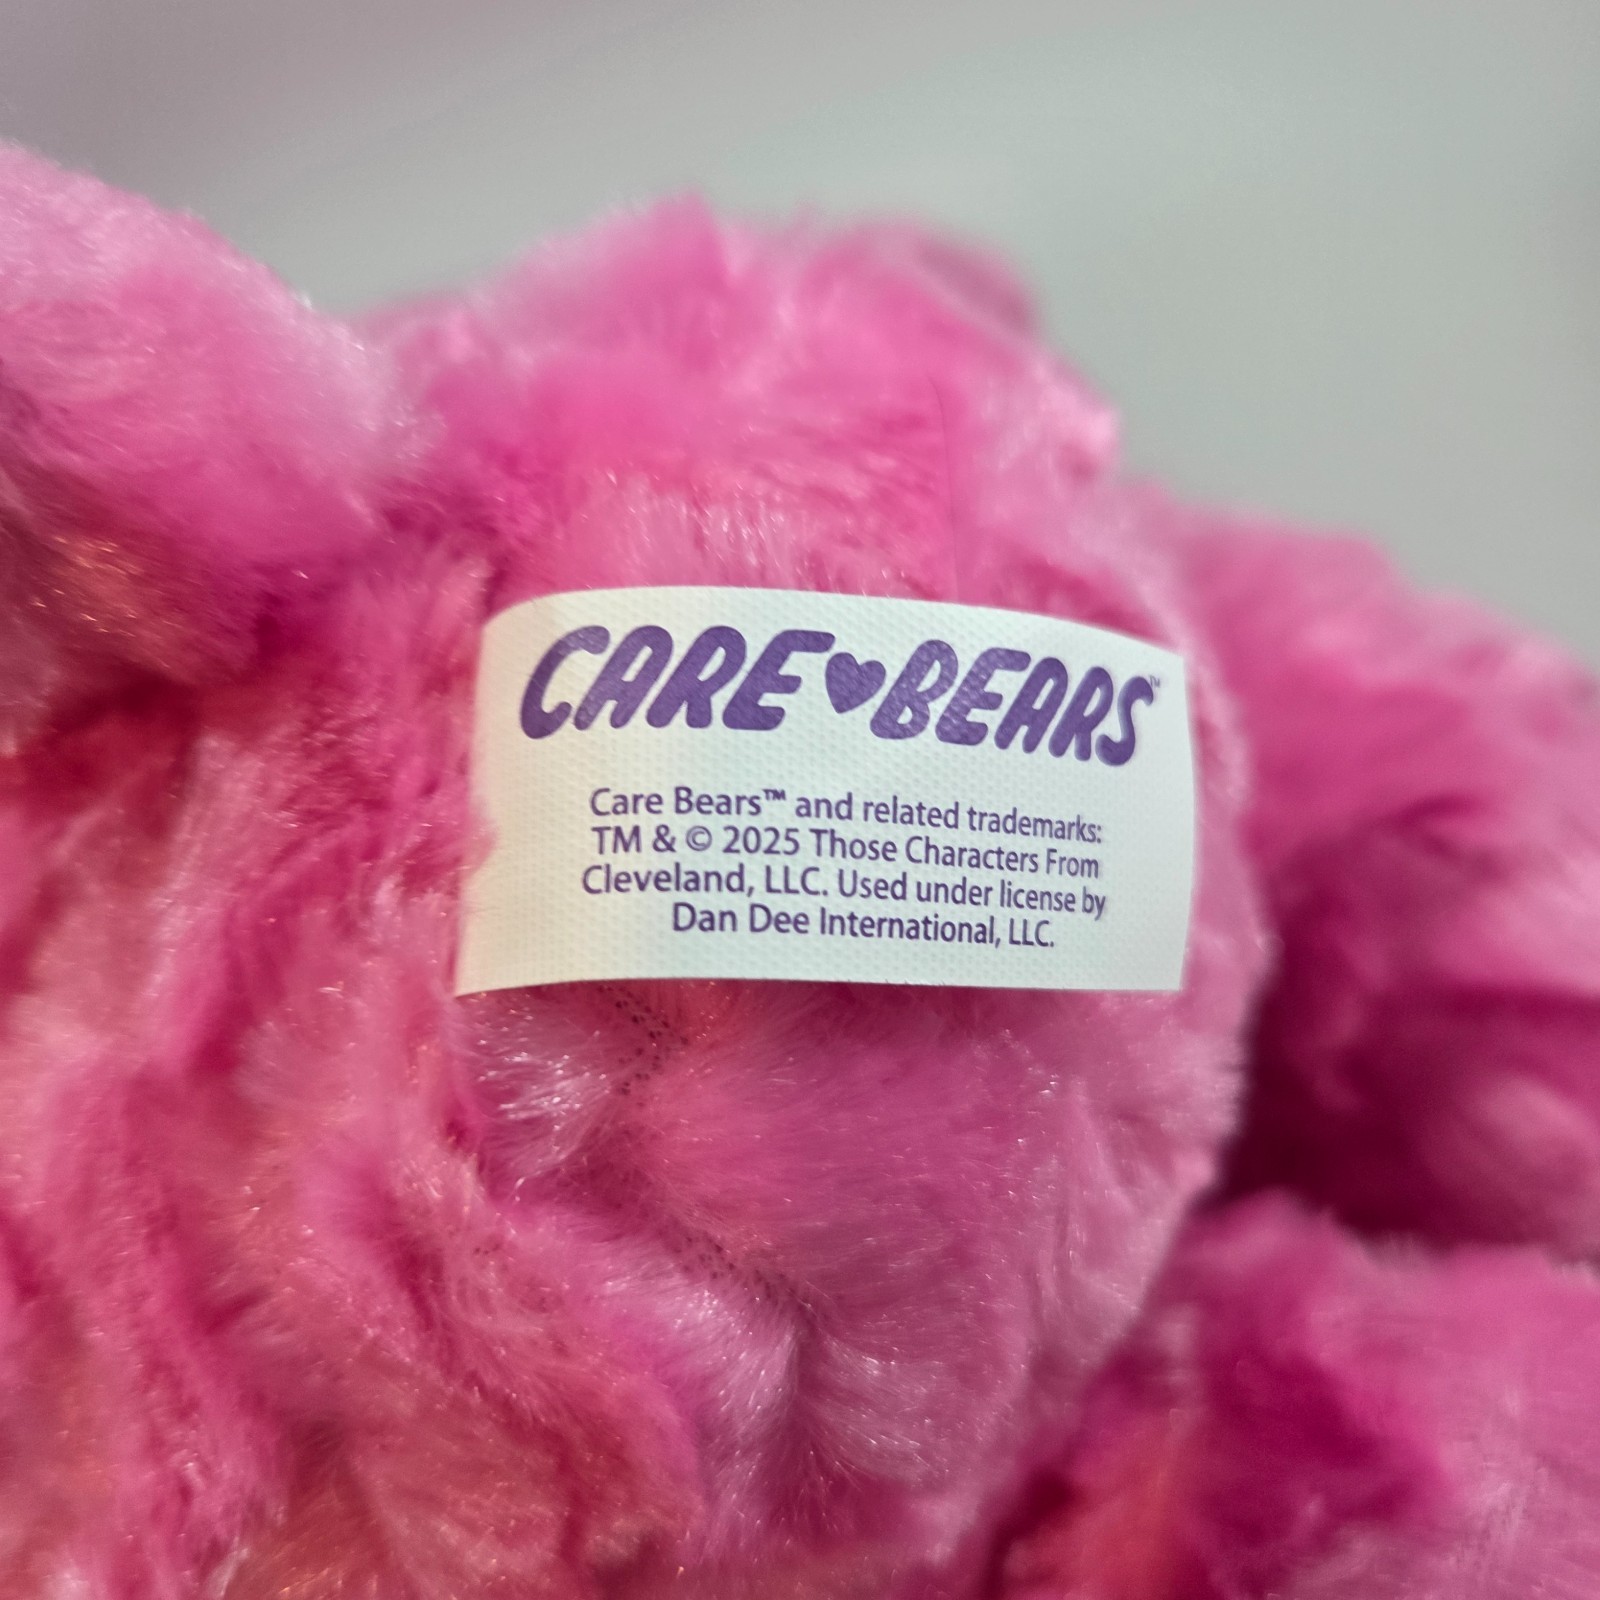 CARE BEARS™
Care Bears™ and related trademarks:
TM & © 2025 Those Characters From
Cleveland, LLC. Used under license by
Dan Dee International, LLC.